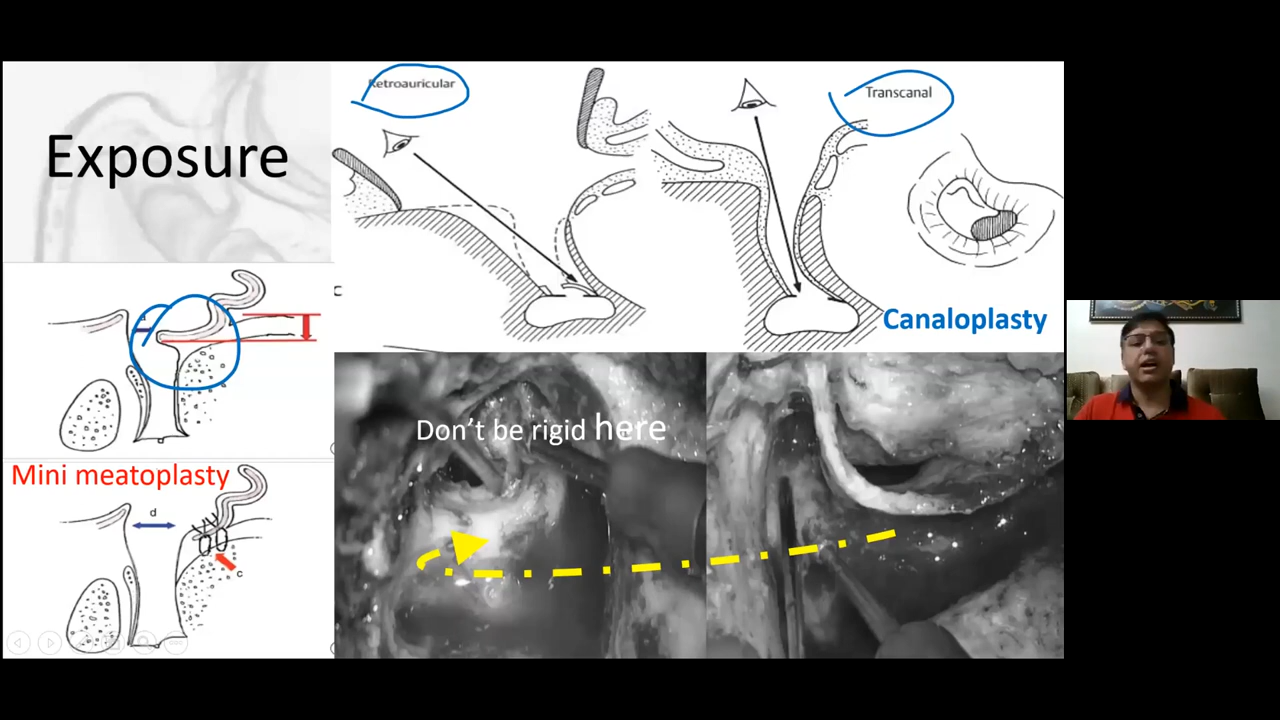 Exposure
Retroauricular
Transcanal
c
Canaloplasty
Don't be rigid here
Mini meatoplasty
d
c